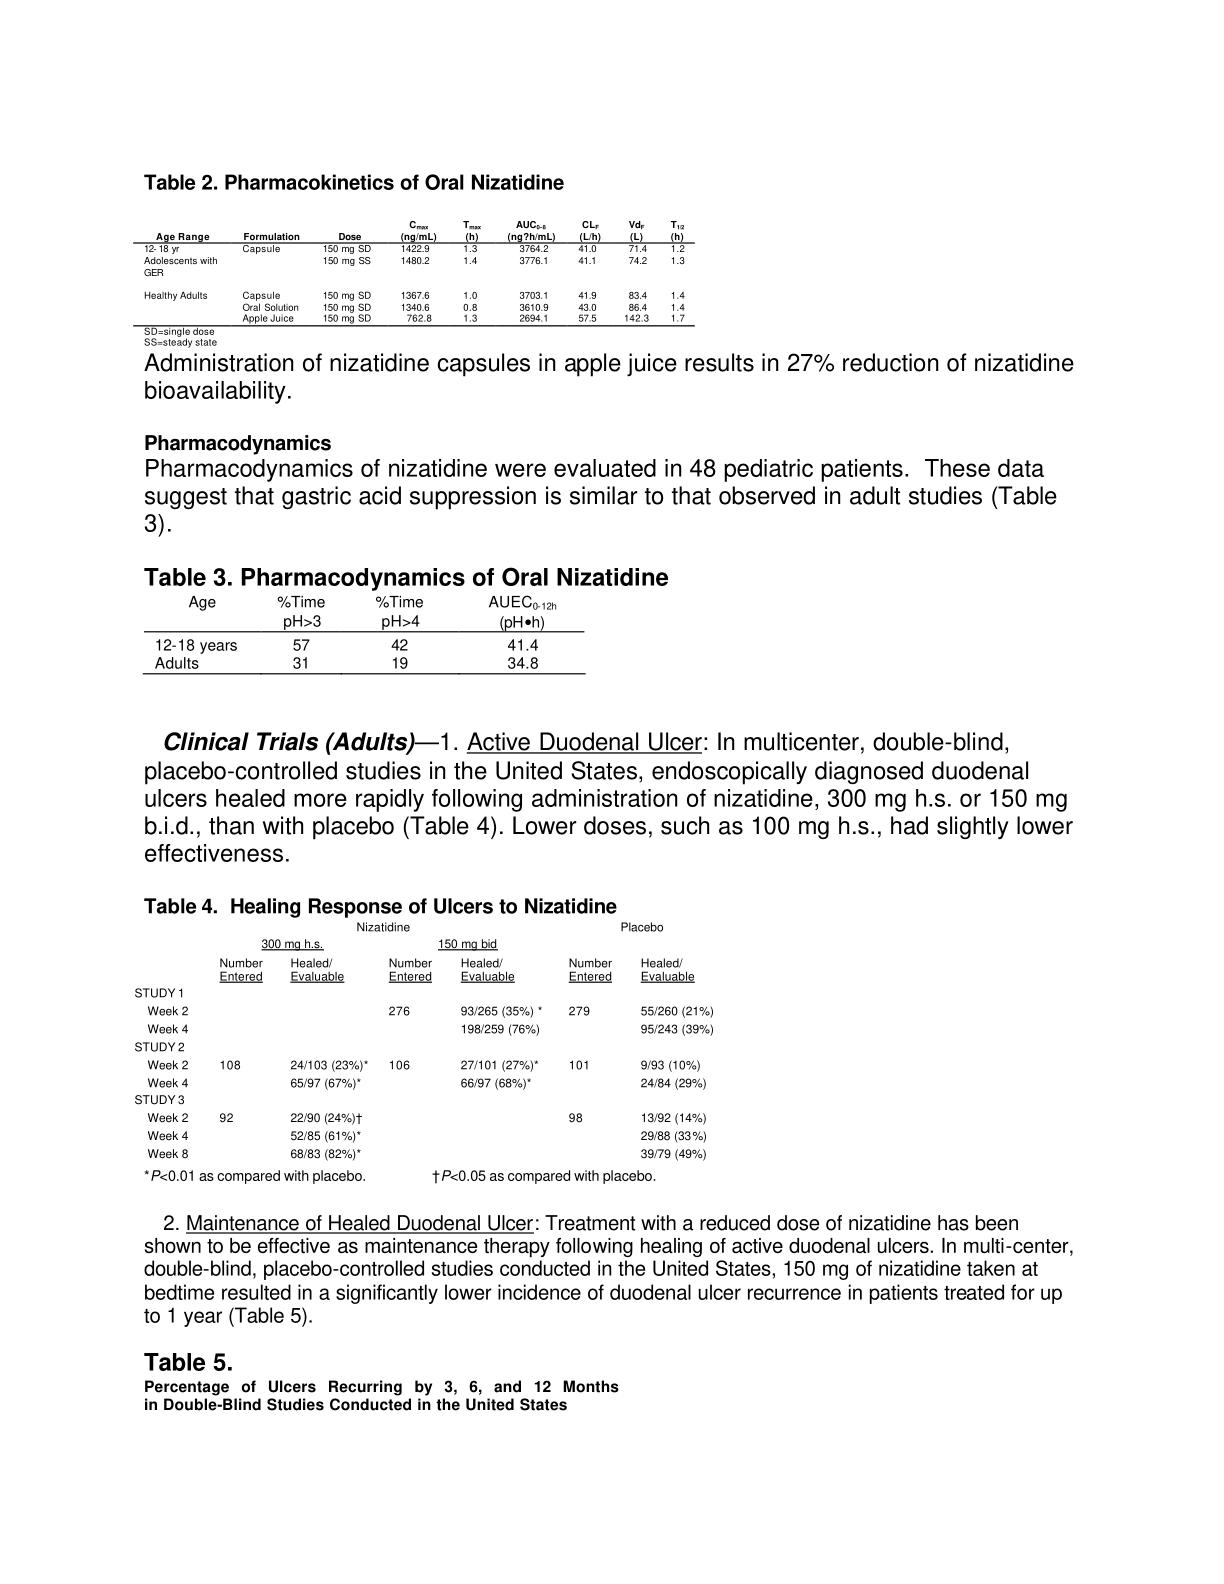 Table 2. Pharmacokinetics of Oral Nizatidine
Cmax Tmax AUC0-8 CLF VdF T1/2
Age Range Formulation Dose (ng/mL) (h) (ng?h/mL) (L/h) (L) (h)
12- 18 yr Capsule 150 mg SD 1422.9 1.3 3764.2 41.0 71.4 1.2
Adolescents with 150 mg SS 1480.2 1.4 3776.1 41.1 74.2 1.3
GER
Healthy Adults Capsule 150 mg SD 1367.6 1.0 3703.1 41.9 83.4 1.4
Oral Solution 150 mg SD 1340.6 0.8 3610.9 43.0 86.4 1.4
Apple Juice 150 mg SD 762.8 1.3 2694.1 57.5 142.3 1.7
SD=single dose
SS=steady state
Administration of nizatidine capsules in apple juice results in 27% reduction of nizatidine
bioavailability.
Pharmacodynamics
Pharmacodynamics of nizatidine were evaluated in 48 pediatric patients. These data
suggest that gastric acid suppression is similar to that observed in adult studies (Table
3).
Table 3. Pharmacodynamics of Oral Nizatidine
Age %Time %Time AUEC0-12h
pH>3 pH>4 (pH•h)
12-18 years 57 42 41.4
Adults 31 19 34.8
Clinical Trials (Adults)—1. Active Duodenal Ulcer: In multicenter, double-blind,
placebo-controlled studies in the United States, endoscopically diagnosed duodenal
ulcers healed more rapidly following administration of nizatidine, 300 mg h.s. or 150 mg
b.i.d., than with placebo (Table 4). Lower doses, such as 100 mg h.s., had slightly lower
effectiveness.
Table 4. Healing Response of Ulcers to Nizatidine
Nizatidine Placebo
300 mg h.s. 150 mg bid
Number Healed/ Number Healed/ Number Healed/
Entered Evaluable Entered Evaluable Entered Evaluable
STUDY 1
Week 2 276 93/265 (35%) * 279 55/260 (21%)
Week 4 198/259 (76%) 95/243 (39%)
STUDY 2
Week 2 108 24/103 (23%)* 106 27/101 (27%)* 101 9/93 (10%)
Week 4 65/97 (67%)* 66/97 (68%)* 24/84 (29%)
STUDY 3
Week 2 92 22/90 (24%)† 98 13/92 (14%)
Week 4 52/85 (61%)* 29/88 (33%)
Week 8 68/83 (82%)* 39/79 (49%)
*P<0.01 as compared with placebo. †P<0.05 as compared with placebo.
2. Maintenance of Healed Duodenal Ulcer: Treatment with a reduced dose of nizatidine has been
shown to be effective as maintenance therapy following healing of active duodenal ulcers. In multi-center,
double-blind, placebo-controlled studies conducted in the United States, 150 mg of nizatidine taken at
bedtime resulted in a significantly lower incidence of duodenal ulcer recurrence in patients treated for up
to 1 year (Table 5).
Table 5.
Percentage of Ulcers Recurring by 3, 6, and 12 Months
in Double-Blind Studies Conducted in the United States